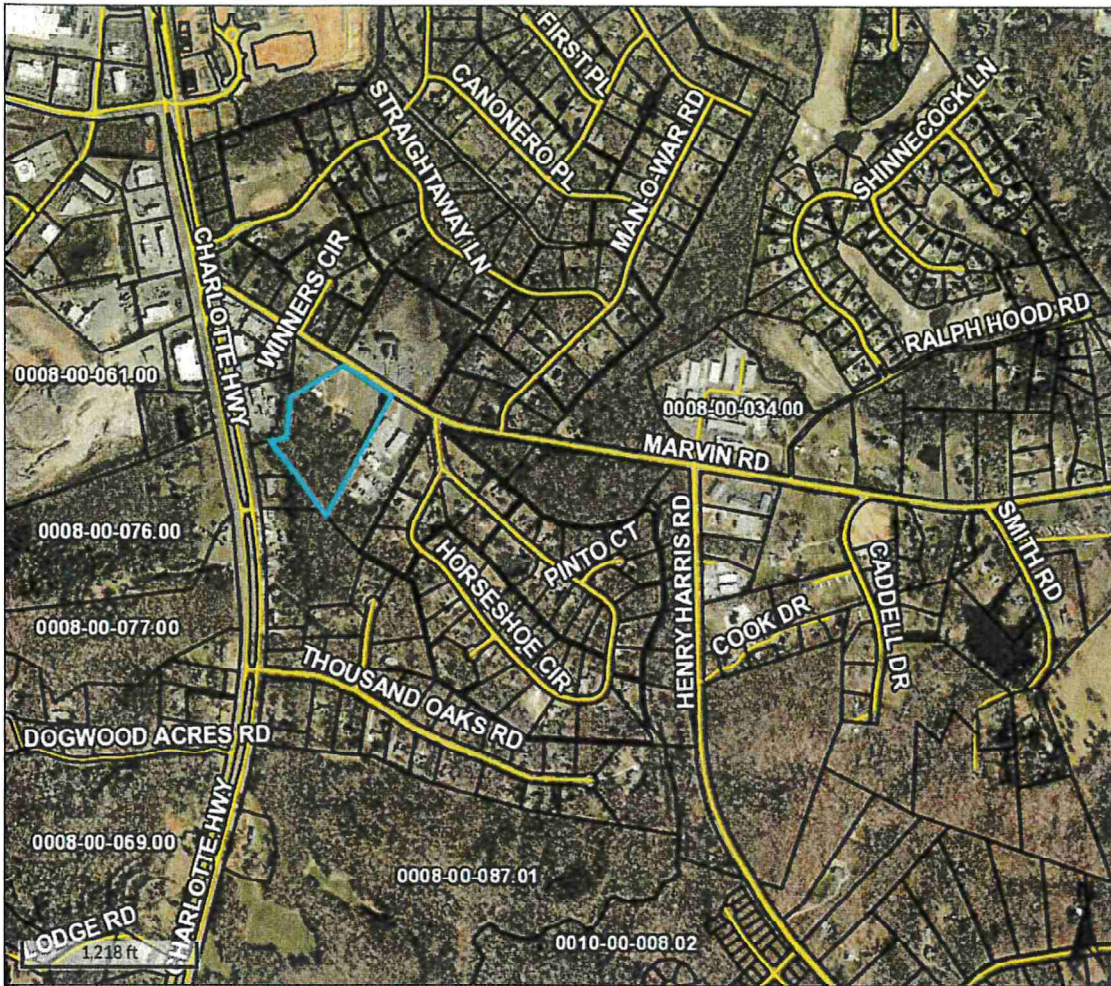 FIRST PL
CANONERO PL
STRAIGHTAWAY LN
MAN-O-WAR RD
SHINNECOCK LN
CHARLOTTE HWY
WINNERS CIR
RALPH HOOD RD
0008-00-061.00
0008-00-034.00
MARVIN RD
HENRY HARRIS RD
SMITH RD
0008-00-076.00
HORSESHOE CIR
PINTO CT
CADDELL DR
COOK DR
0008-00-077.00
THOUSAND OAKS RD
DOGWOOD ACRES RD
CHARLOTTE HWY
0008-00-069.00
0008-00-087.01
0010-00-008.02
LODGE RD
1,218 ft